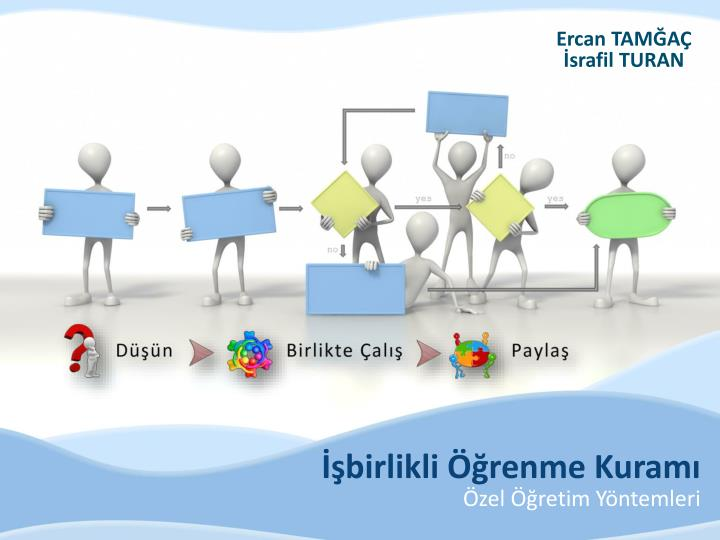 Ercan TAMĞAÇ
İsrafil TURAN
no
yes
yes
no
Düşün
Birlikte Çalış
Paylaş
İşbirlikli Öğrenme Kuramı
Özel Öğretim Yöntemleri